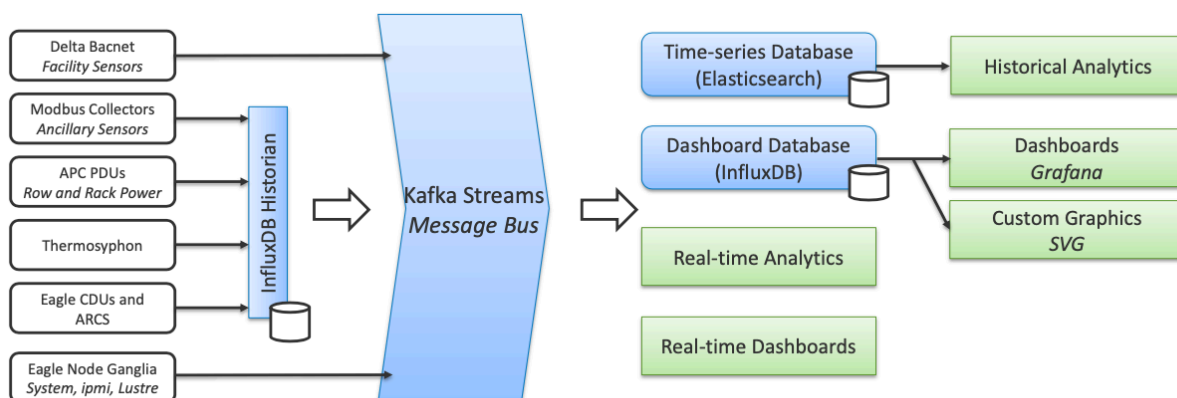 Delta Bacnet
Facility Sensors
Modbus Collectors
Ancillary Sensors
APC PDUs
Row and Rack Power
Thermosyphon
Eagle CDUs and
ARCS
Eagle Node Ganglia
System, ipmi, Lustre
InfluxDB Historian
Kafka Streams
Message Bus
Time-series Database
(Elasticsearch)
Historical Analytics
Dashboard Database
(InfluxDB)
Dashboards
Grafana
Custom Graphics
SVG
Real-time Analytics
Real-time Dashboards